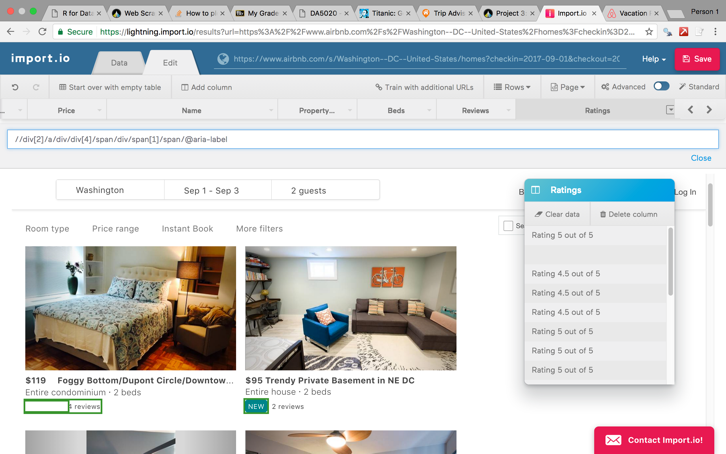 R for Data
Web Scra
How to pl
My Grade
DA5020
Titanic: G
Trip Advis
Project 3
Import.io
Vacation
Person 1
Secure https://lightning.import.io/results?url=https%3A%2F%2Fwww.airbnb.com%2Fs%2FWashington--DC--United-States%2Fhomes%3Fcheckin%3D2...
import.io
Data
Edit
https://www.airbnb.com/s/Washington--DC--United-States/homes?checkin=2017-09-01&checkout=20
Help
Save
Start over with empty table
Add column
Train with additional URLs
Rows
Page
Advanced
Standard
... Price Name Property... Beds Reviews Ratings
//div[2]/a/div/div[4]/span/div/span[1]/span/@aria-label
Close
Washington
Sep 1 - Sep 3
2 guests
B
Log In
Ratings
Clear data
Delete column
Room type
Price range
Instant Book
More filters
Se
Rating 5 out of 5
Rating 4.5 out of 5
Rating 4.5 out of 5
Rating 4.5 out of 5
Rating 5 out of 5
Rating 5 out of 5
Rating 5 out of 5
$119 Foggy Bottom/Dupont Circle/Downtow...
Entire condominium · 2 beds
4 reviews
$95 Trendy Private Basement in NE DC
Entire house · 2 beds
NEW 2 reviews
Contact Import.io!